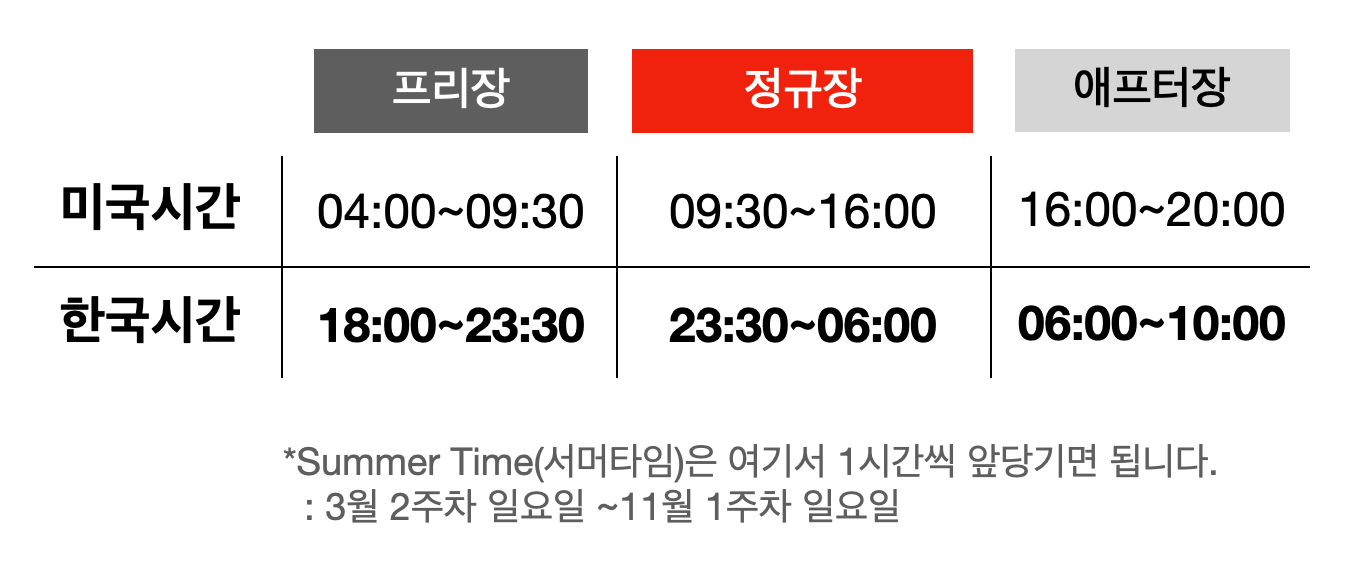 프리장 정규장 애프터장
미국시간 04:00~09:30 09:30~16:00 16:00~20:00
한국시간 18:00~23:30 23:30~06:00 06:00~10:00
*Summer Time(서머타임)은 여기서 1시간씩 앞당기면 됩니다.
: 3월 2주차 일요일 ~11월 1주차 일요일